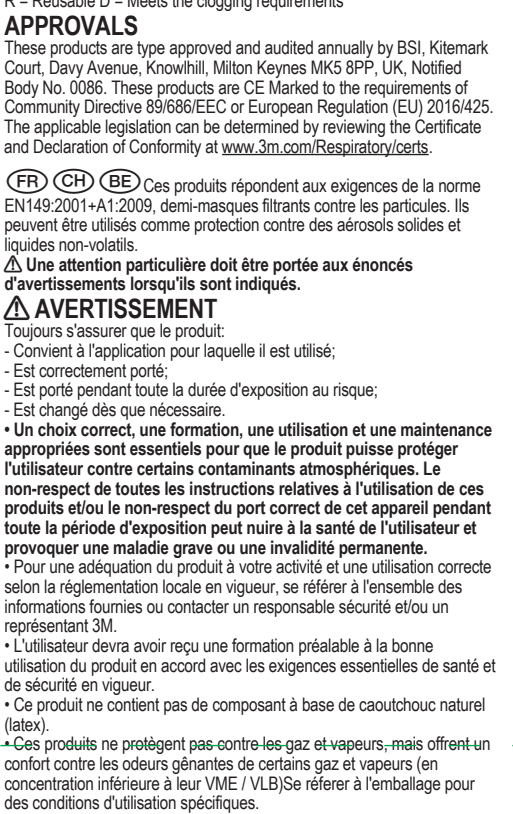 R = Reusable D = Meets the clogging requirements
APPROVALS
These products are type approved and audited annually by BSI, Kitemark
Court, Davy Avenue, Knowlhill, Milton Keynes MK5 8PP, UK, Notified
Body No. 0086. These products are CE Marked to the requirements of
Community Directive 89/686/EEC or European Regulation (EU) 2016/425.
The applicable legislation can be determined by reviewing the Certificate
and Declaration of Conformity at www.3m.com/Respiratory/certs.
FR CH BE Ces produits répondent aux exigences de la norme
EN149:2001+A1:2009, demi-masques filtrants contre les particules. Ils
peuvent être utilisés comme protection contre des aérosols solides et
liquides non-volatils.
⚠ Une attention particulière doit être portée aux énoncés
d'avertissements lorsqu'ils sont indiqués.
⚠ AVERTISSEMENT
Toujours s'assurer que le produit:
- Convient à l'application pour laquelle il est utilisé;
- Est correctement porté;
- Est porté pendant toute la durée d'exposition au risque;
- Est changé dès que nécessaire.
• Un choix correct, une formation, une utilisation et une maintenance
appropriées sont essentiels pour que le produit puisse protéger
l'utilisateur contre certains contaminants atmosphériques. Le
non-respect de toutes les instructions relatives à l'utilisation de ces
produits et/ou le non-respect du port correct de cet appareil pendant
toute la période d'exposition peut nuire à la santé de l'utilisateur et
provoquer une maladie grave ou une invalidité permanente.
• Pour une adéquation du produit à votre activité et une utilisation correcte
selon la réglementation locale en vigueur, se référer à l'ensemble des
informations fournies ou contacter un responsable sécurité et/ou un
représentant 3M.
• L'utilisateur devra avoir reçu une formation préalable à la bonne
utilisation du produit en accord avec les exigences essentielles de santé et
de sécurité en vigueur.
• Ce produit ne contient pas de composant à base de caoutchouc naturel
(latex).
• Ces produits ne protègent pas contre les gaz et vapeurs, mais offrent un
confort contre les odeurs gênantes de certains gaz et vapeurs (en
concentration inférieure à leur VME / VLB)Se réferer à l'emballage pour
des conditions d'utilisation spécifiques.